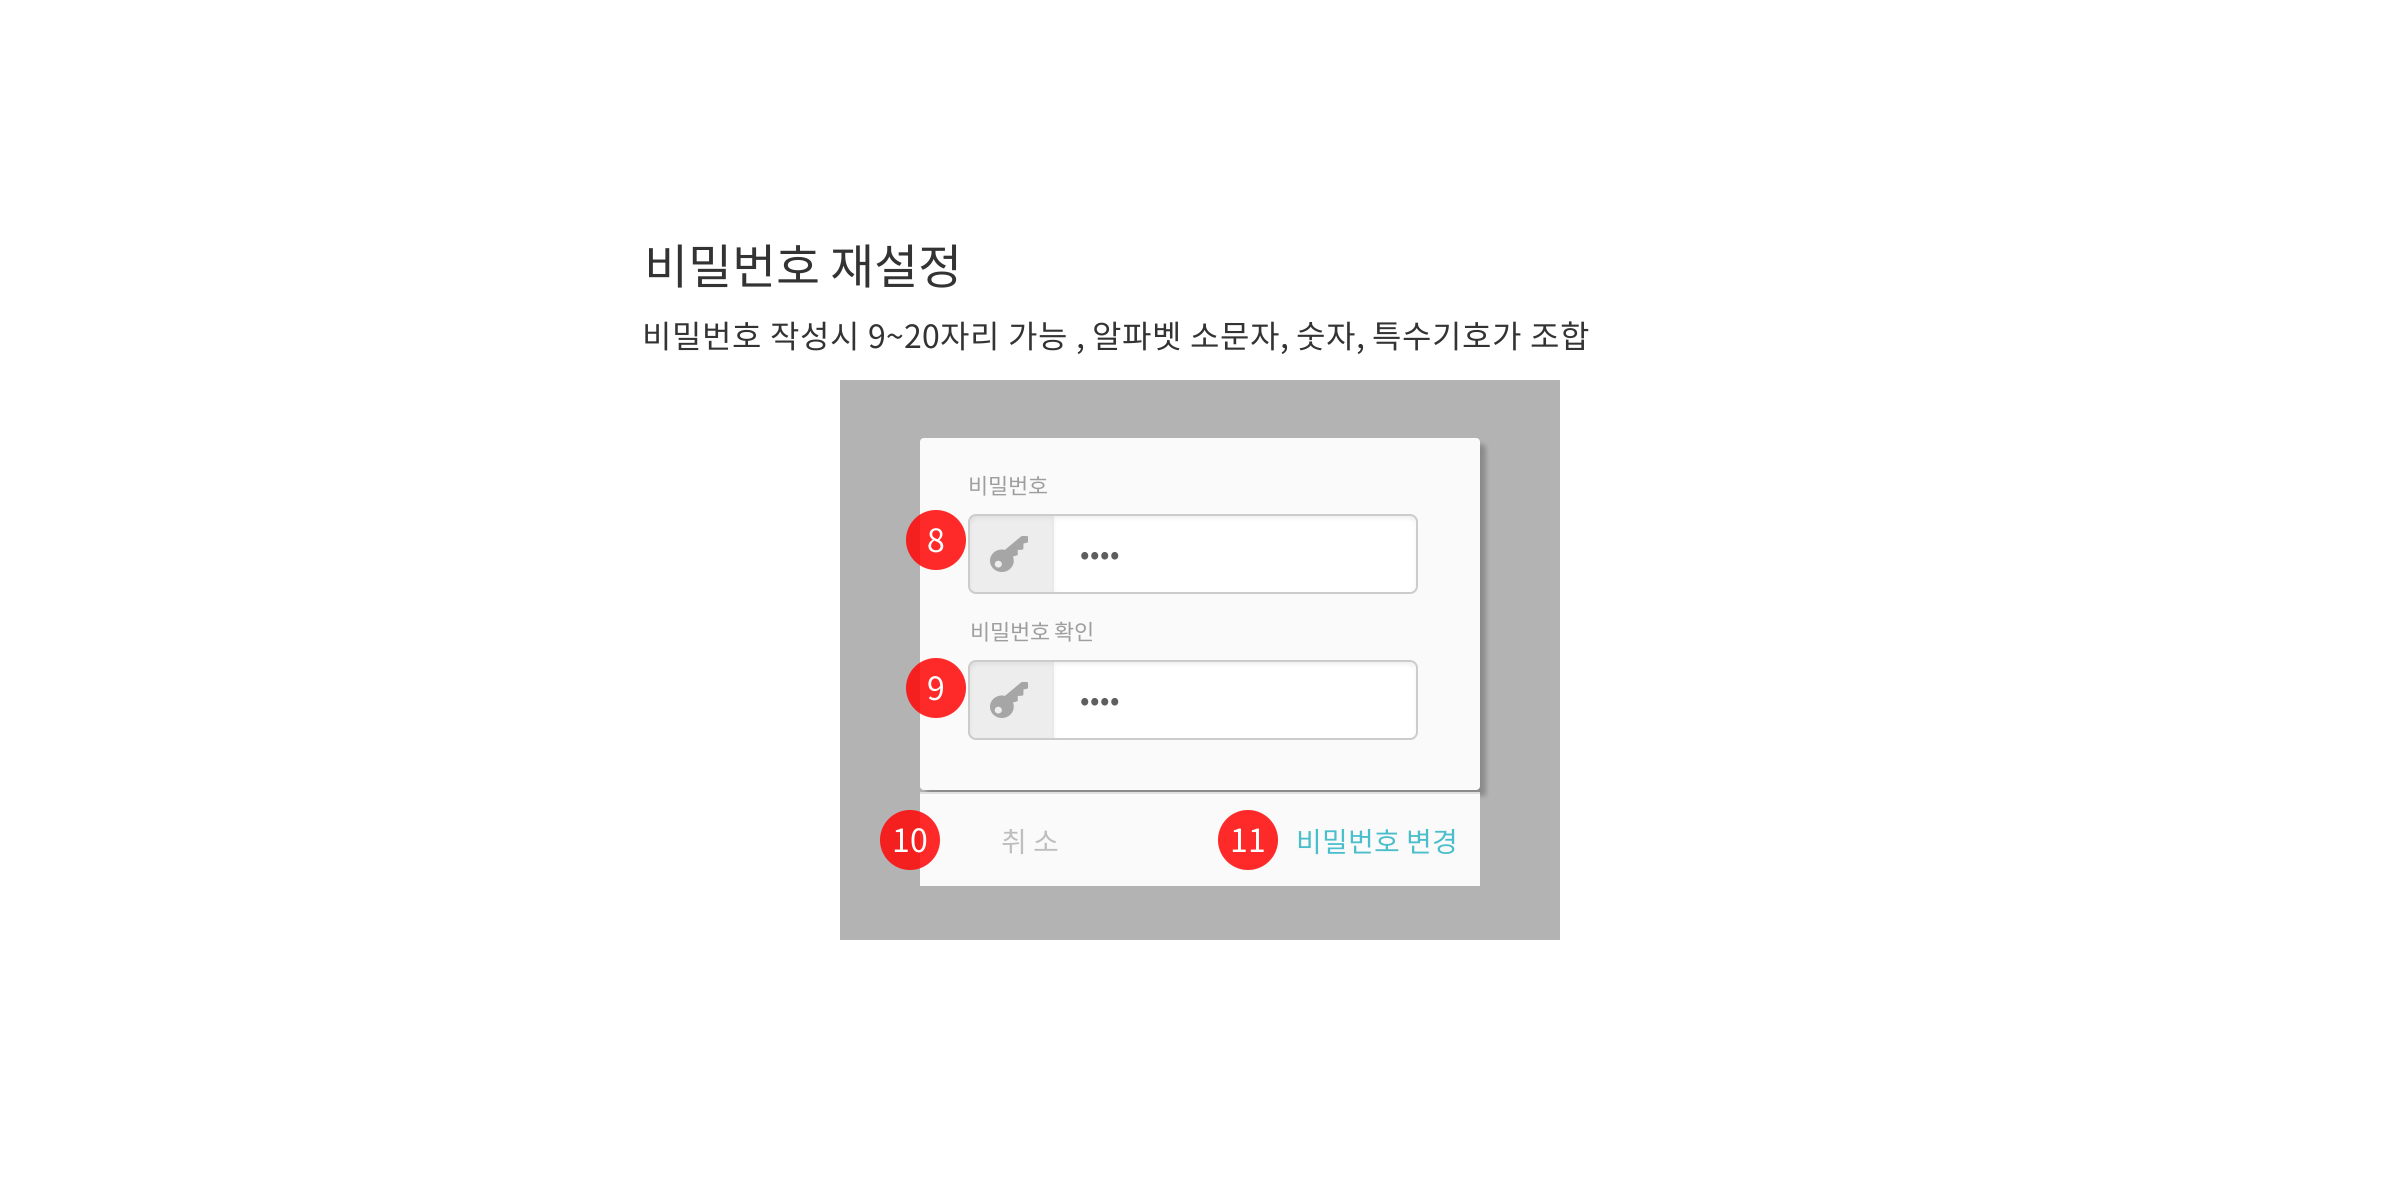 비밀번호 재설정
비밀번호 작성시 9~20자리 가능 , 알파벳 소문자, 숫자, 특수기호가 조합
비밀번호
8 ••••
비밀번호 확인
9 ••••
10 취 소 11 비밀번호 변경